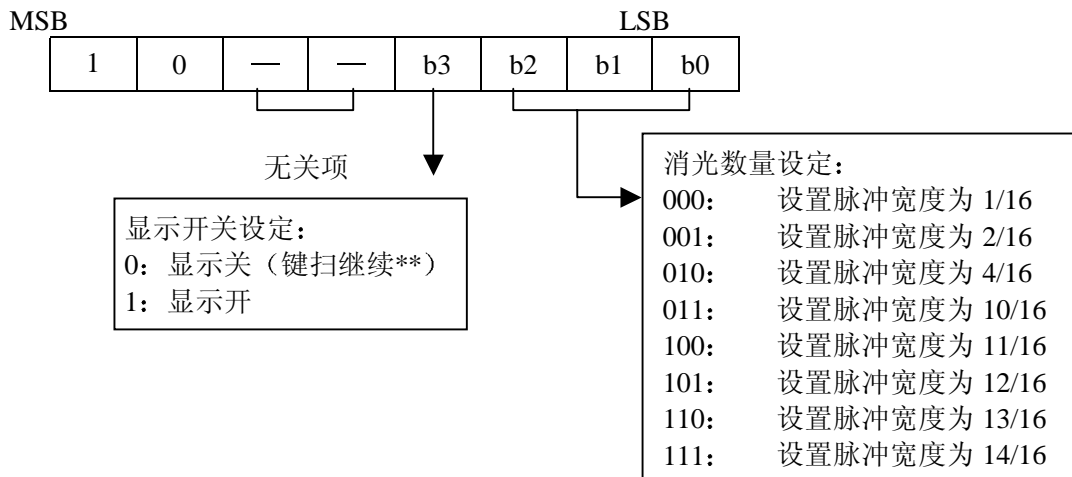 MSB LSB
1 0 — — b3 b2 b1 b0
无关项
显示开关设定：
0：显示关（键扫继续**）
1：显示开
消光数量设定：
000： 设置脉冲宽度为 1/16
001： 设置脉冲宽度为 2/16
010： 设置脉冲宽度为 4/16
011： 设置脉冲宽度为 10/16
100： 设置脉冲宽度为 11/16
101： 设置脉冲宽度为 12/16
110： 设置脉冲宽度为 13/16
111： 设置脉冲宽度为 14/16